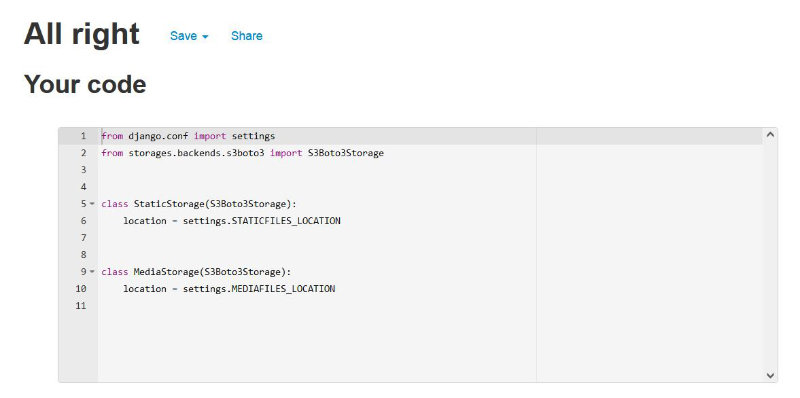 All right Save Share
Your code
1 from django.conf import settings
2 from storages.backends.s3boto3 import S3Boto3Storage
3
4
5 class StaticStorage(S3Boto3Storage):
6 location = settings.STATICFILES_LOCATION
7
8
9 class MediaStorage(S3Boto3Storage):
10 location = settings.MEDIAFILES_LOCATION
11